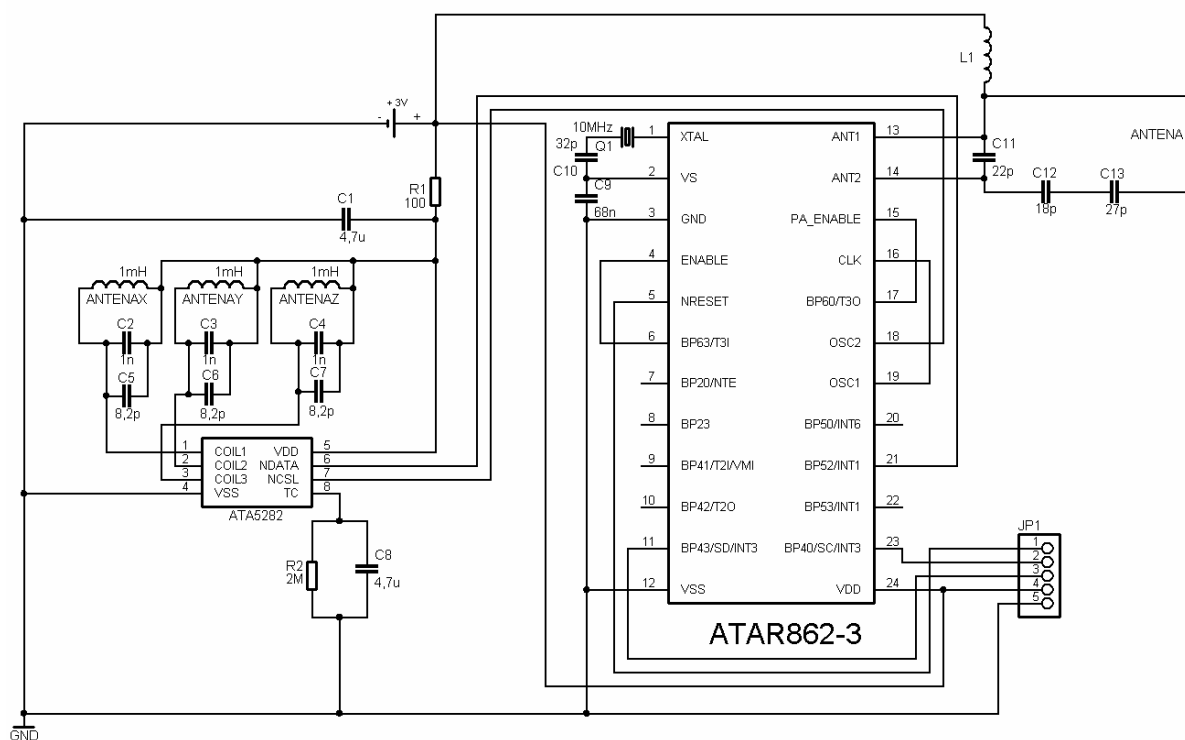 L1
+3V
- +
10MHz
Q1
32p
C10
C9
68n
1 XTAL
2 VS
3 GND
4 ENABLE
5 NRESET
6 BP63/T3I
7 BP20/NTE
8 BP23
9 BP41/T2I/VMI
10 BP42/T2O
11 BP43/SD/INT3
12 VSS
ANT1 13
ANT2 14
PA_ENABLE 15
CLK 16
BP60/T3O 17
OSC2 18
OSC1 19
BP50/INT6 20
BP52/INT1 21
BP53/INT1 22
BP40/SC/INT3 23
VDD 24
ATAR862-3
C11
22p
ANTENA
C12
18p
C13
27p
R1
100
C1
4,7u
1mH
ANTENAX
C2
1n
C5
8,2p
1mH
ANTENAY
C3
1n
C6
8,2p
1mH
ANTENAZ
C4
1n
C7
8,2p
1 COIL1 VDD 5
2 COIL2 NDATA 6
3 COIL3 NCSL 7
4 VSS TC 8
ATA5282
R2
2M
C8
4,7u
JP1
1
2
3
4
5
GND